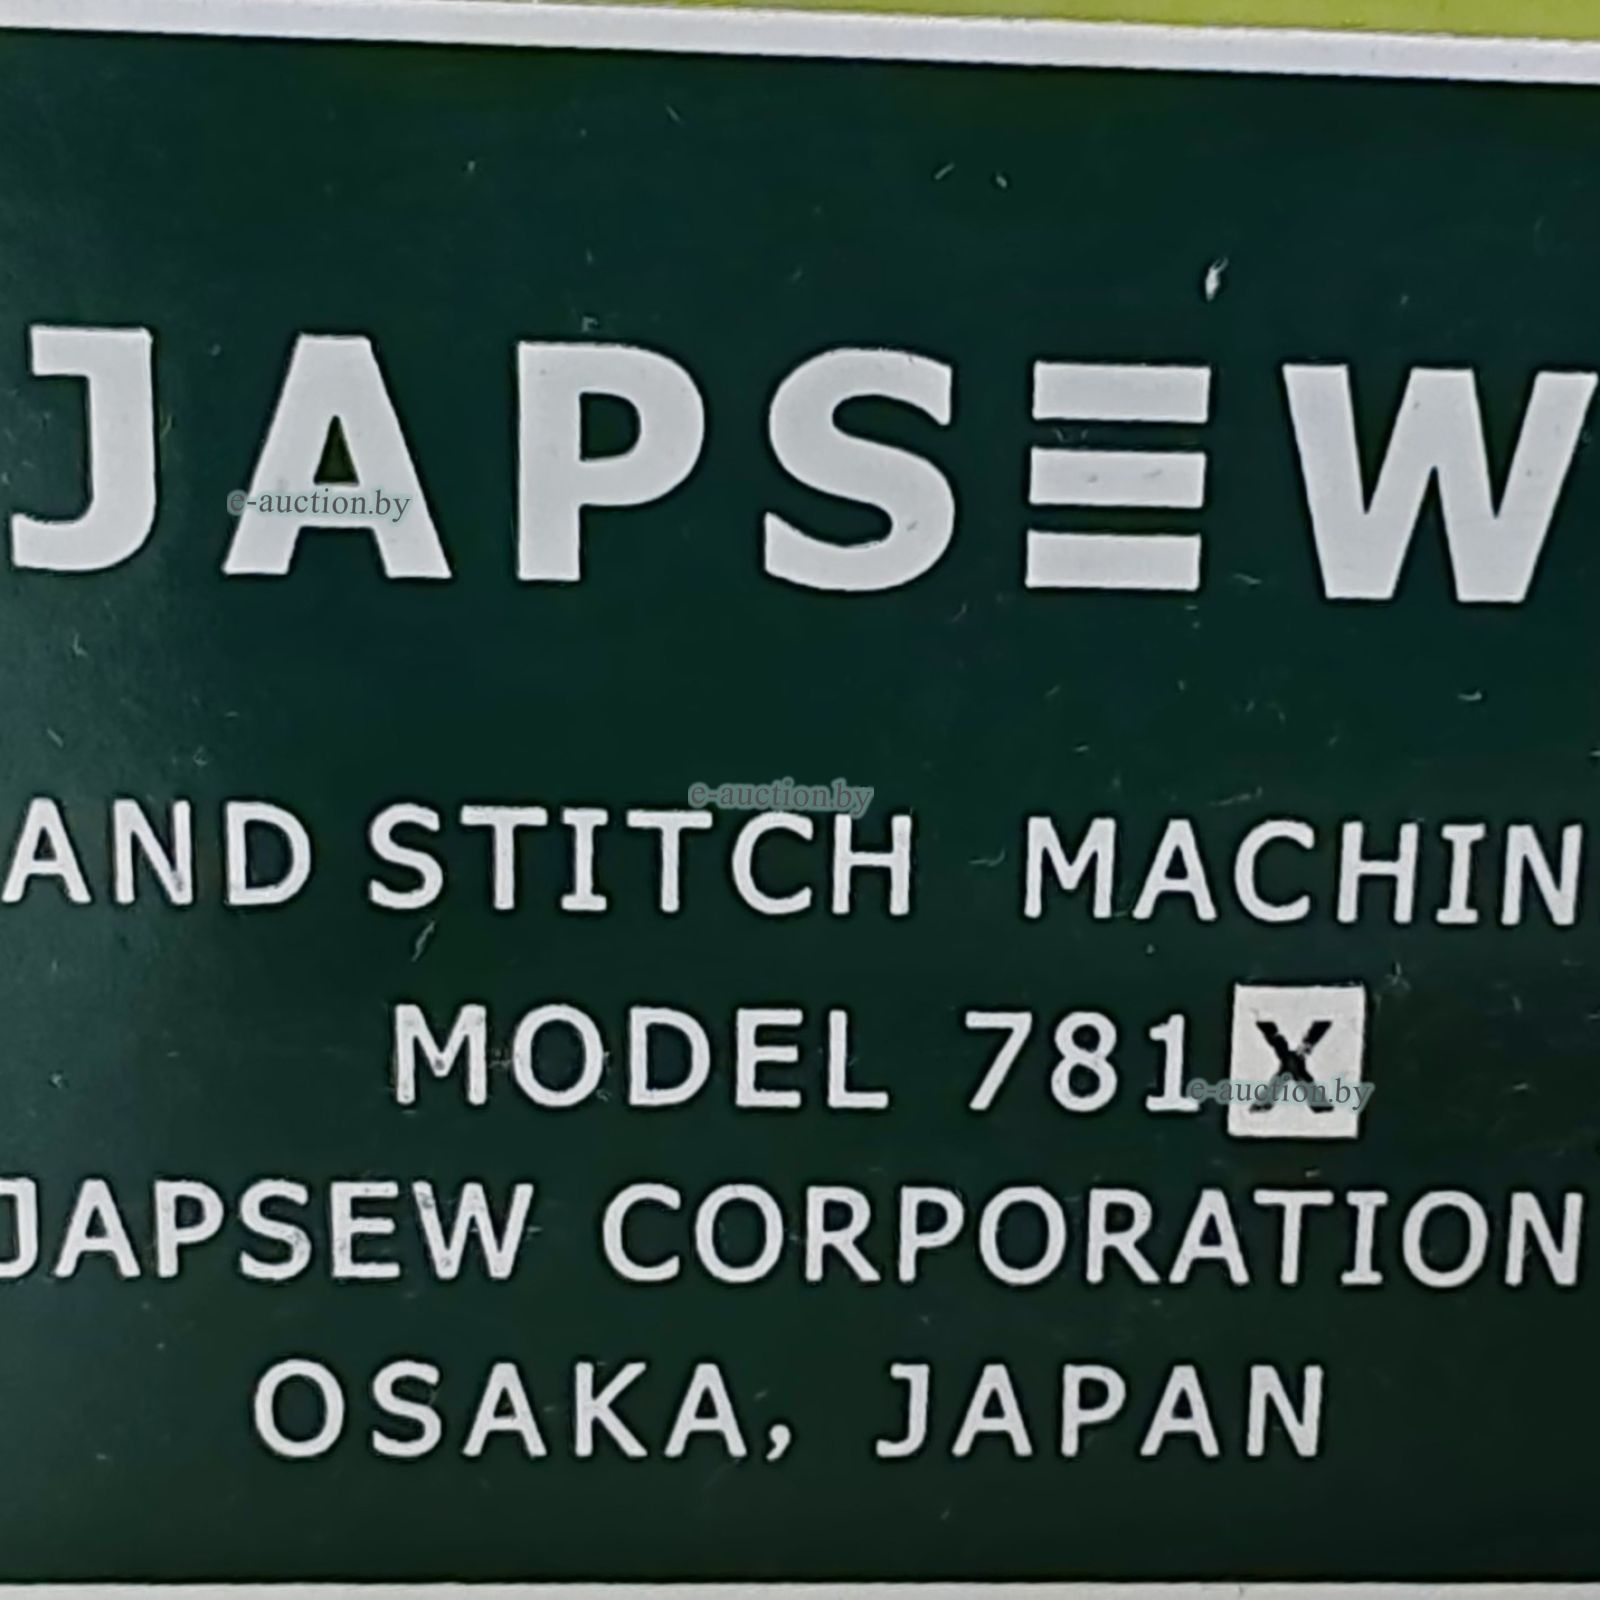 JAPSEW
AND STITCH MACHIN
MODEL 781X
JAPSEW CORPORATION
OSAKA, JAPAN
e-auction.by
e-auction.by
e-auction.by